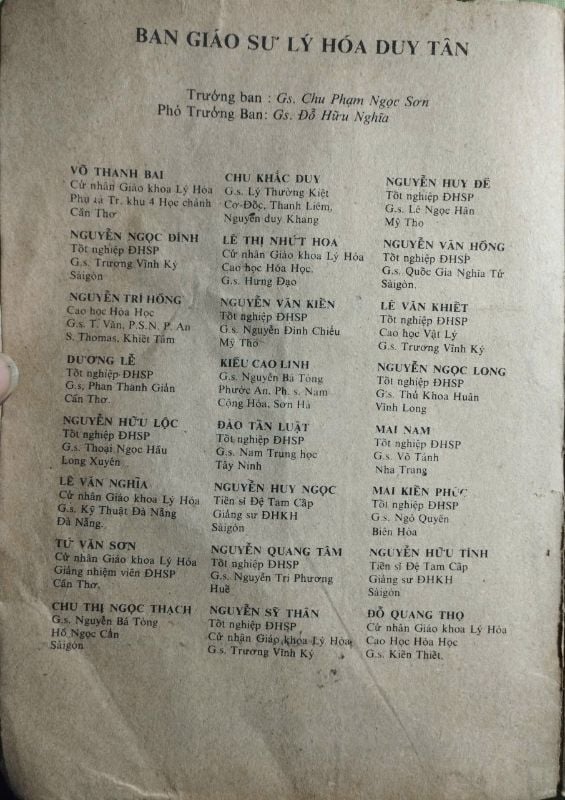 BAN GIÁO SƯ LÝ HÓA DUY TÂN
Trưởng ban : Gs. Chu Phạm Ngọc Sơn
Phó Trưởng Ban: Gs. Đỗ Hữu Nghĩa
VÕ THANH BAI
Cử nhân Giáo khoa Lý Hóa
Phụ tá Tr. khu 4 Học chánh
Cần Thơ
NGUYỄN NGỌC ĐÍNH
Tốt nghiệp ĐHSP
G.s. Trương Vĩnh Ký
Sàigòn
NGUYỄN TRÍ HỒNG
Cao học Hóa Học
G.s. T. Văn, P.S.N. P. An
S. Thomas, Khiết Tâm
DƯƠNG LỄ
Tốt nghiệp ĐHSP
G.s, Phan Thanh Giản
Cần Thơ.
NGUYỄN HỮU LỘC
Tốt nghiệp ĐHSP
G.s. Thoại Ngọc Hầu
Long Xuyên
LÊ VĂN NGHĨA
Cử nhân Giáo khoa Lý Hóa
G.s. Kỹ Thuật Đà Nẵng
Đà Nẵng.
TỪ VĂN SƠN
Cử nhân Giáo khoa Lý Hóa
Giảng nhiệm viên ĐHSP
Cần Thơ.
CHU THỊ NGỌC THẠCH
G.s. Nguyễn Bá Tòng
Hồ Ngọc Cẩn
Sàigòn
CHU KHẮC DUY
G.s. Lý Thường Kiệt
Cơ-Đốc, Thanh Liêm,
Nguyễn duy Khang
LÊ THỊ NHỨT HOA
Cử nhân Giáo khoa Lý Hóa
Cao học Hóa Học.
G.s. Hưng Đạo
NGUYỄN VĂN KIỀN
Tốt nghiệp ĐHSP
G.s. Nguyễn Đình Chiểu
Mỹ Tho
KIỀU CAO LINH
G.s. Nguyễn Bá Tòng
Phước An. Ph. s. Nam
Cộng Hòa, Sơn Hà
ĐÀO TẤN LUẬT
Tốt nghiệp ĐHSP
G.s. Nam Trung học
Tây Ninh
NGUYỄN HUY NGỌC
Tiến sĩ Đệ Tam Cấp
Giảng sư ĐHKH
Sàigòn
NGUYỄN QUANG TÂM
Tốt nghiệp ĐHSP
G.s. Nguyễn Tri Phương
Huế
NGUYỄN SỸ THÂN
Tốt nghiệp ĐHSP
Cử nhân Giáo khoa Lý Hóa
G.s. Trương Vĩnh Ký
NGUYỄN HUY ĐỂ
Tốt nghiệp ĐHSP
G.s. Lê Ngọc Hân
Mỹ Tho
NGUYỄN VĂN HỒNG
Tốt nghiệp ĐHSP
G.s. Quốc Gia Nghĩa Tử
Sàigòn.
LÊ VĂN KHIẾT
Tốt nghiệp ĐHSP
Cao học Vật Lý
G.s. Trương Vĩnh Ký
NGUYỄN NGỌC LONG
Tốt nghiệp ĐHSP
G.s. Thủ Khoa Huân
Vĩnh Long
MAI NAM
Tốt nghiệp ĐHSP
G.s. Võ Tánh
Nha Trang
MAI KIÊN PHÚC
Tốt nghiệp ĐHSP
G.s. Ngô Quyền
Biên Hòa
NGUYỄN HỮU TÍNH
Tiến sĩ Đệ Tam Cấp
Giảng sư ĐHKH
Sàigòn
ĐỖ QUANG THỌ
Cử nhân Giáo khoa Lý Hóa
Cao Học Hóa Học
G.s. Kiến Thiết.